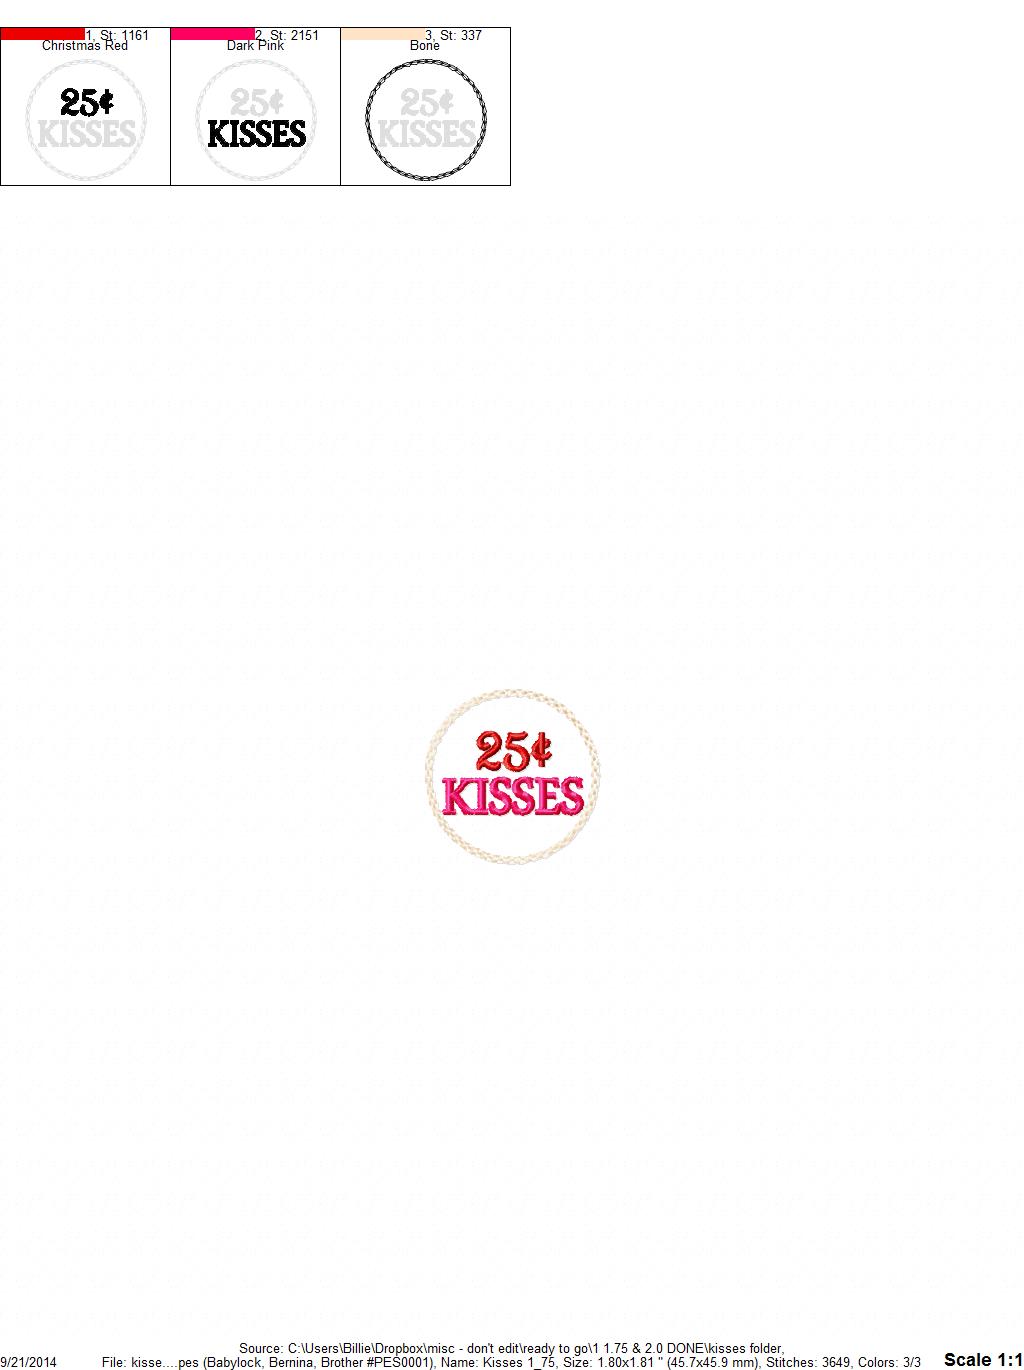 1, St: 1161
Christmas Red
2, St: 2151
Dark Pink
3, St: 337
Bone
25¢
KISSES
25¢
KISSES
25¢
KISSES
25¢
KISSES
Source: C:\Users\Billie\Dropbox\misc - don't edit\ready to go\1 1.75 & 2.0 DONE\kisses folder,
9/21/2014
File: kisse....pes (Babylock, Bernina, Brother #PES0001), Name: Kisses 1_75, Size: 1.80x1.81 " (45.7x45.9 mm), Stitches: 3649, Colors: 3/3
Scale 1:1